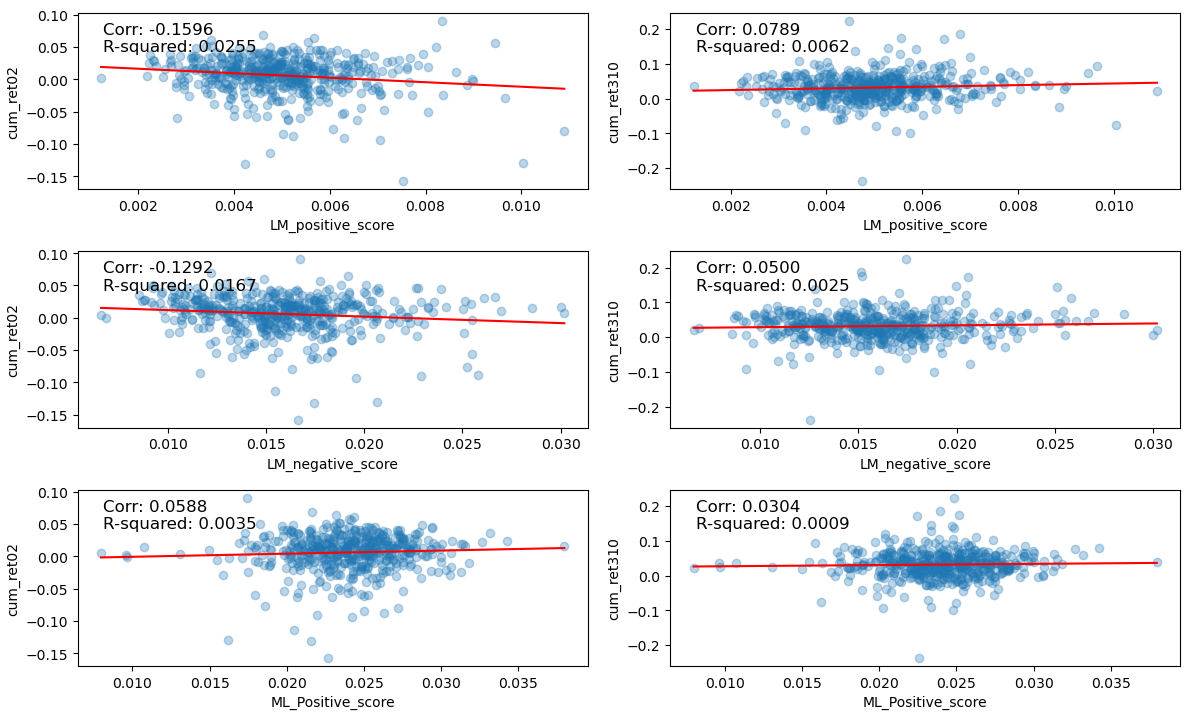 Corr: -0.1596
R-squared: 0.0255
0.10
0.05
0.00
−0.05
−0.10
−0.15
cum_ret02
0.002
0.004
0.006
0.008
0.010
LM_positive_score
Corr: 0.0789
R-squared: 0.0062
0.2
0.1
0.0
−0.1
−0.2
cum_ret310
0.002
0.004
0.006
0.008
0.010
LM_positive_score
Corr: -0.1292
R-squared: 0.0167
0.10
0.05
0.00
−0.05
−0.10
−0.15
cum_ret02
0.010
0.015
0.020
0.025
0.030
LM_negative_score
Corr: 0.0500
R-squared: 0.0025
0.2
0.1
0.0
−0.1
−0.2
cum_ret310
0.010
0.015
0.020
0.025
0.030
LM_negative_score
Corr: 0.0588
R-squared: 0.0035
0.10
0.05
0.00
−0.05
−0.10
−0.15
cum_ret02
0.010
0.015
0.020
0.025
0.030
0.035
ML_Positive_score
Corr: 0.0304
R-squared: 0.0009
0.2
0.1
0.0
−0.1
−0.2
cum_ret310
0.010
0.015
0.020
0.025
0.030
0.035
ML_Positive_score